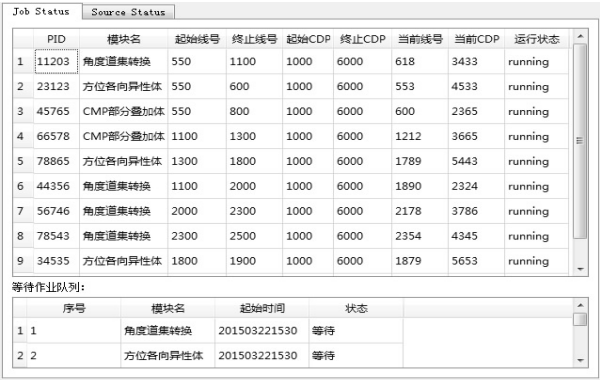 Job Status Source Status
PID 模块名 起始线号 终止线号 起始CDP 终止CDP 当前线号 当前CDP 运行状态
1 11203 角度道集转换 550 1100 1000 6000 618 3433 running
2 23123 方位各向异性体 550 600 1000 6000 553 4533 running
3 45765 CMP部分叠加体 550 800 1000 6000 600 2365 running
4 66578 CMP部分叠加体 1100 1300 1000 6000 1212 3665 running
5 78865 方位各向异性体 1300 1800 1000 6000 1789 5443 running
6 44356 角度道集转换 1100 2000 1000 6000 1890 2324 running
7 56746 角度道集转换 2000 2300 1000 6000 2178 3786 running
8 78543 角度道集转换 2300 2500 1000 6000 2354 4345 running
9 34535 方位各向异性体 1800 1900 1000 6000 1879 5653 running
等待作业队列:
序号 模块名 起始时间 状态
1 1 角度道集转换 201503221530 等待
2 2 方位各向异性体 201503221530 等待